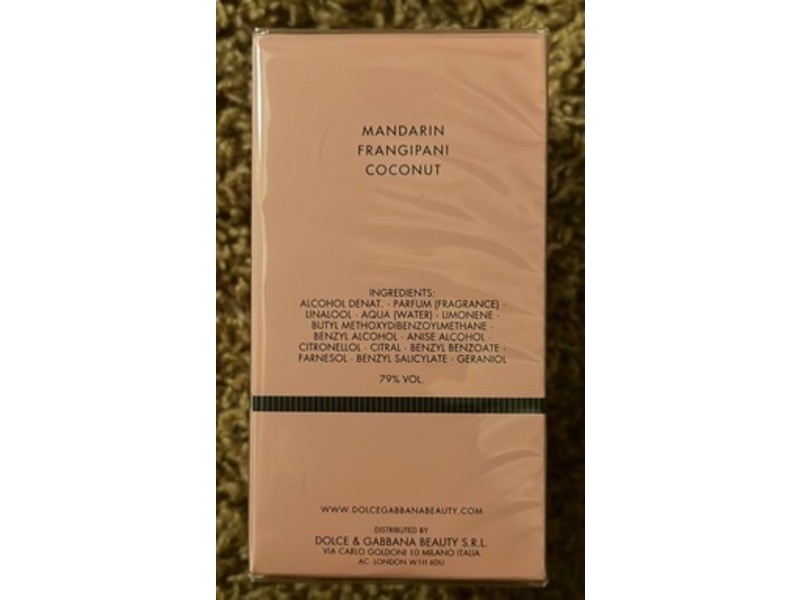 MANDARIN
FRANGIPANI
COCONUT
INGREDIENTS:
ALCOHOL DENAT. · PARFUM (FRAGRANCE) ·
LINALOOL · AQUA (WATER) · LIMONENE ·
BUTYL METHOXYDIBENZOYLMETHANE ·
BENZYL ALCOHOL · ANISE ALCOHOL ·
CITRONELLOL · CITRAL · BENZYL BENZOATE ·
FARNESOL · BENZYL SALICYLATE · GERANIOL
79% VOL.
WWW.DOLCEGABBANABEAUTY.COM
DISTRIBUTED BY
DOLCE & GABBANA BEAUTY S.R.L.
VIA CARLO GOLDONI 10 MILANO ITALIA
AC. LONDON W1H 6DU